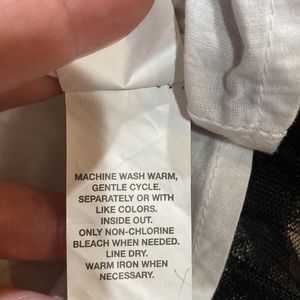 MACHINE WASH WARM,
GENTLE CYCLE.
SEPARATELY OR WITH
LIKE COLORS.
INSIDE OUT.
ONLY NON-CHLORINE
BLEACH WHEN NEEDED.
LINE DRY.
WARM IRON WHEN
NECESSARY.